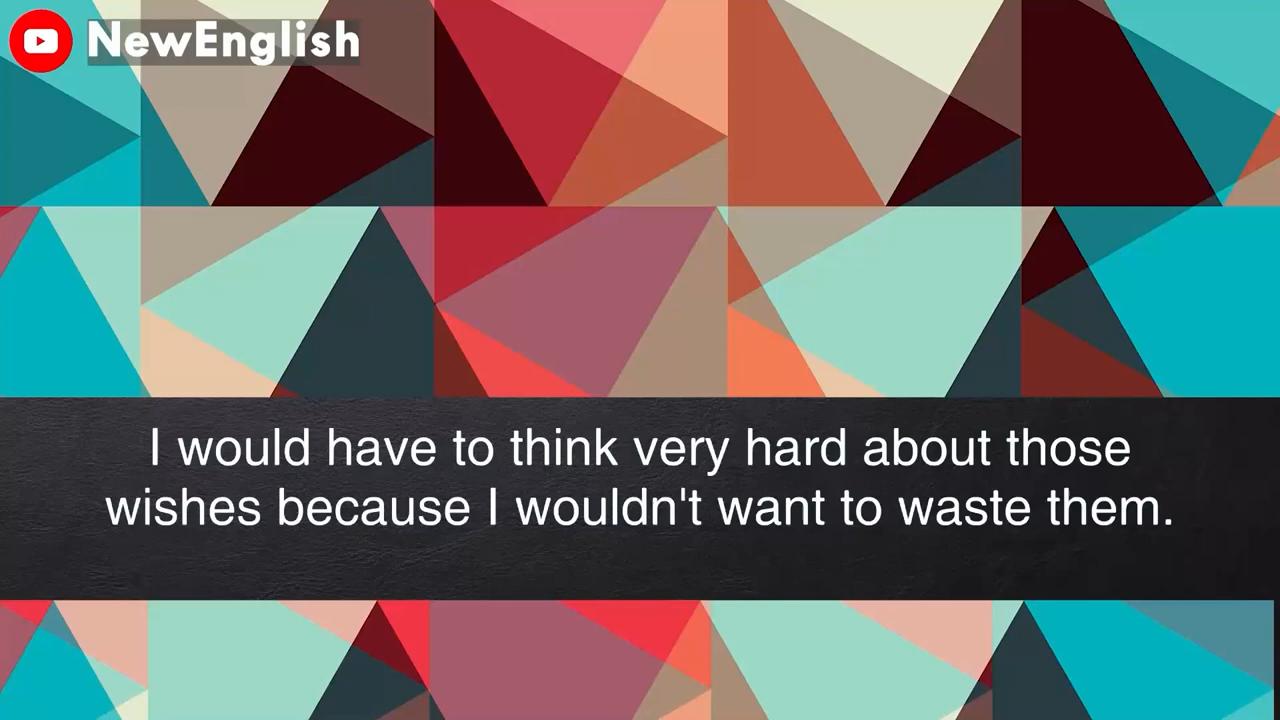 NewEnglish
I would have to think very hard about those
wishes because I wouldn't want to waste them.